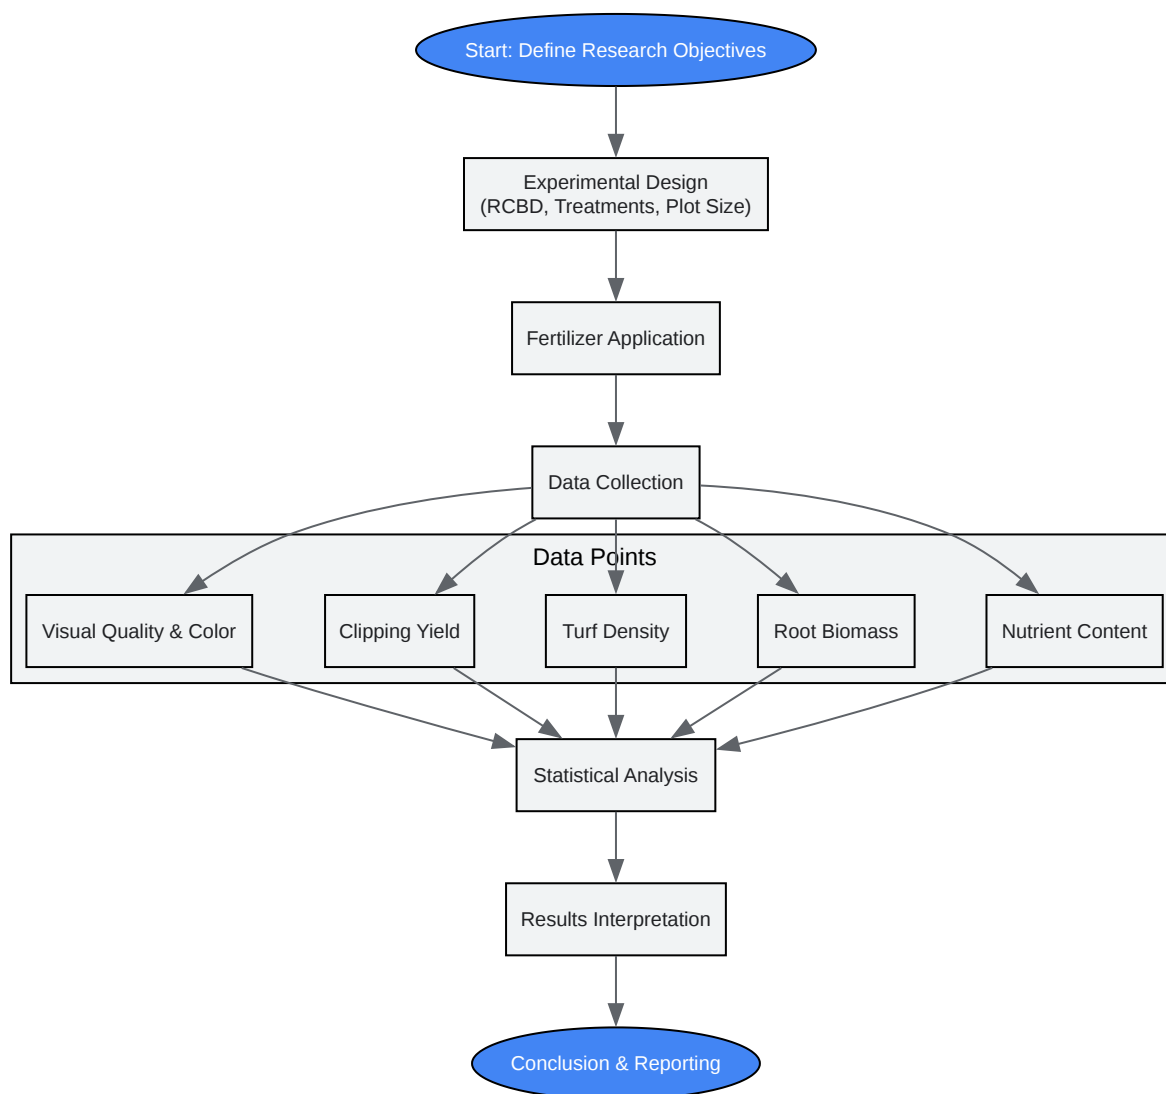 Start: Define Research Objectives
Experimental Design
(RCBD, Treatments, Plot Size)
Fertilizer Application
Data Collection
Data Points
Visual Quality & Color
Clipping Yield
Turf Density
Root Biomass
Nutrient Content
Statistical Analysis
Results Interpretation
Conclusion & Reporting